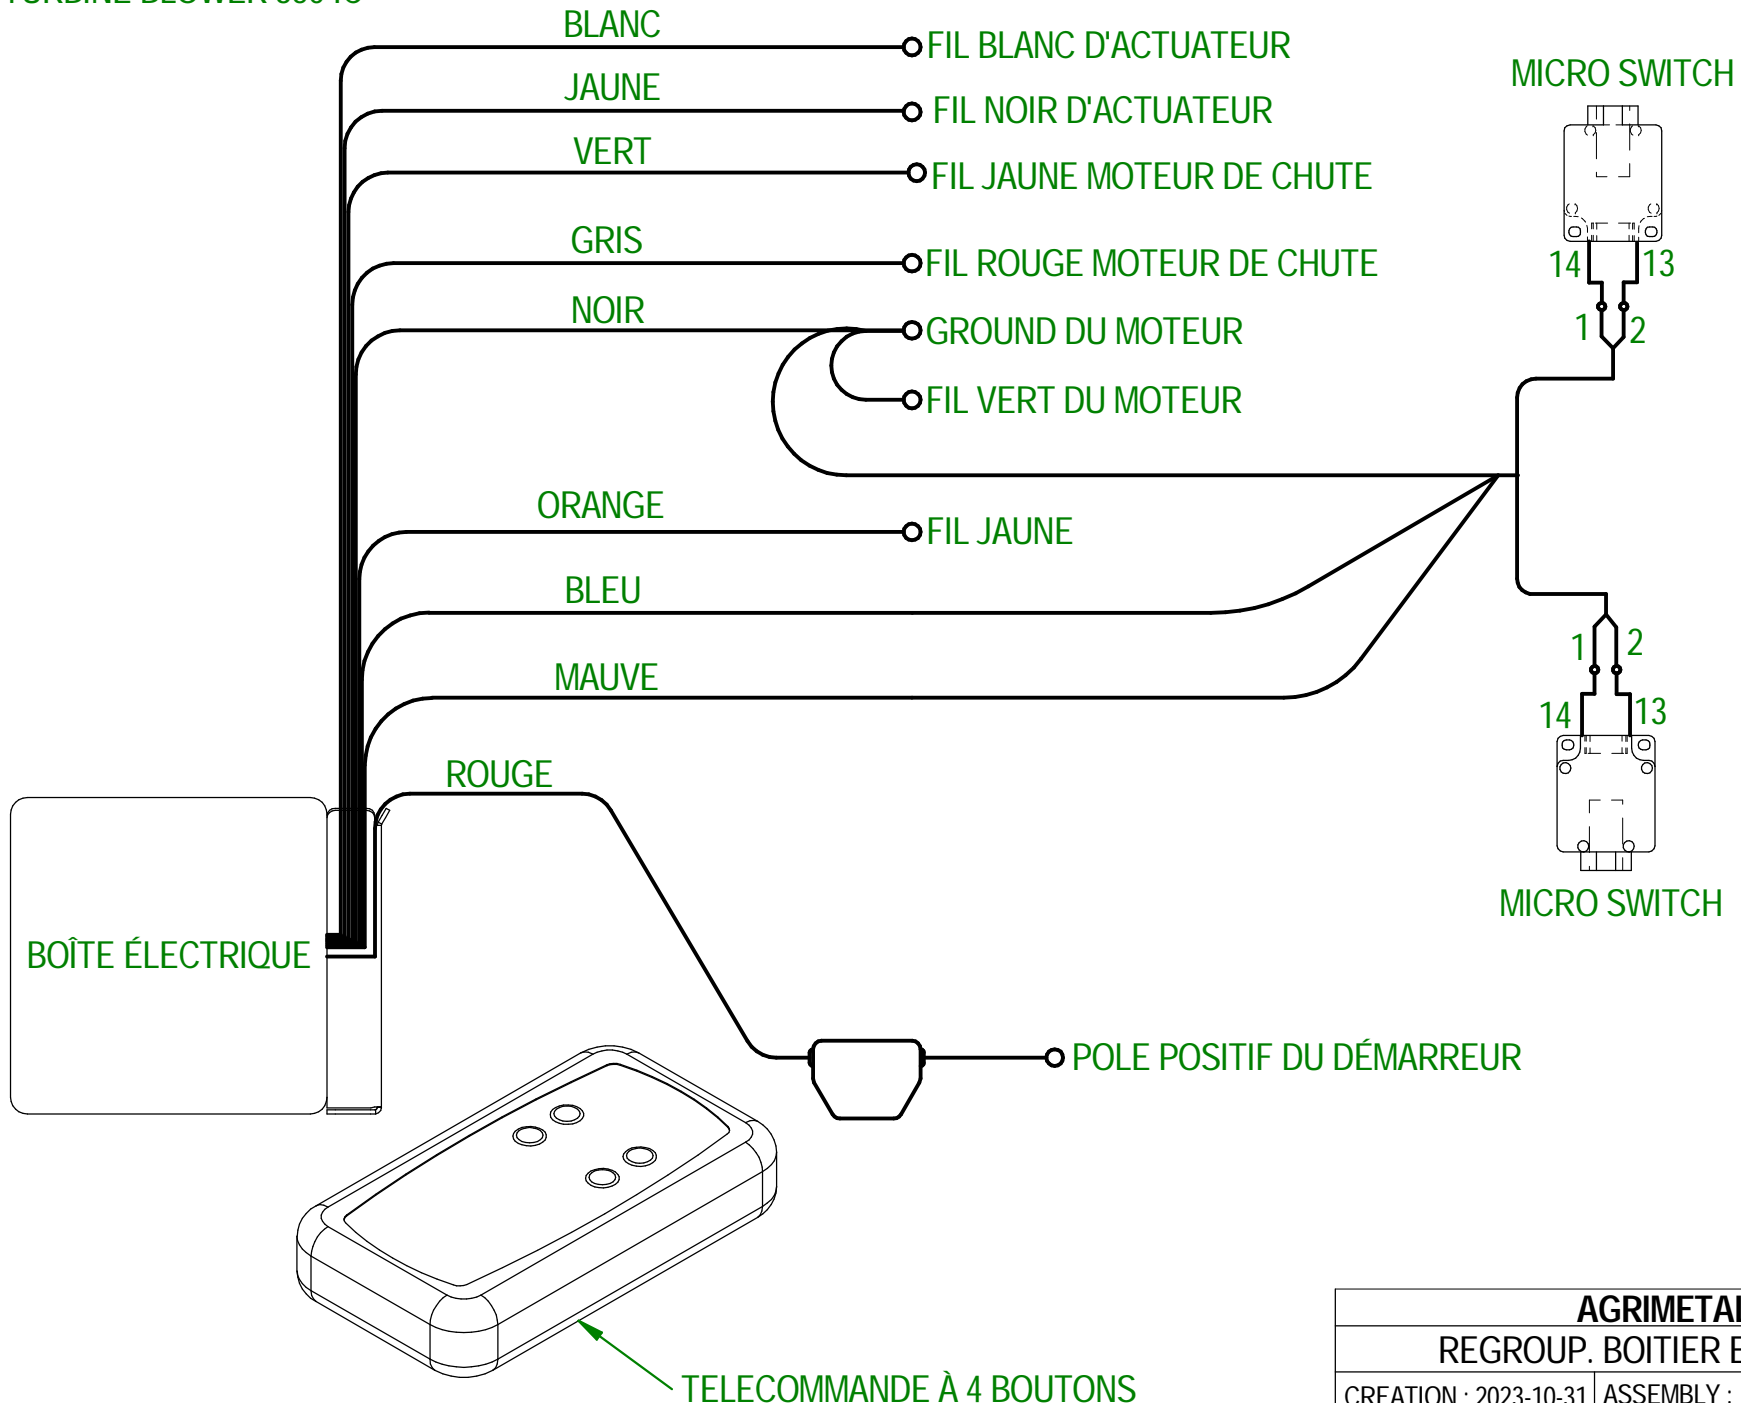 BLANC
FIL BLANC D'ACTUATEUR
MICRO SWITCH
JAUNE
FIL NOIR D'ACTUATEUR
VERT
FIL JAUNE MOTEUR DE CHUTE
GRIS
FIL ROUGE MOTEUR DE CHUTE
14 13
NOIR
GROUND DU MOTEUR
1 2
FIL VERT DU MOTEUR
ORANGE
FIL JAUNE
BLEU
1 2
MAUVE
14 13
ROUGE
MICRO SWITCH
BOÎTE ÉLECTRIQUE
POLE POSITIF DU DÉMARREUR
TELECOMMANDE À 4 BOUTONS
AGRIMETAL
REGROUP. BOITIER
CREATION : 2023-10-31 ASSEMBLY :